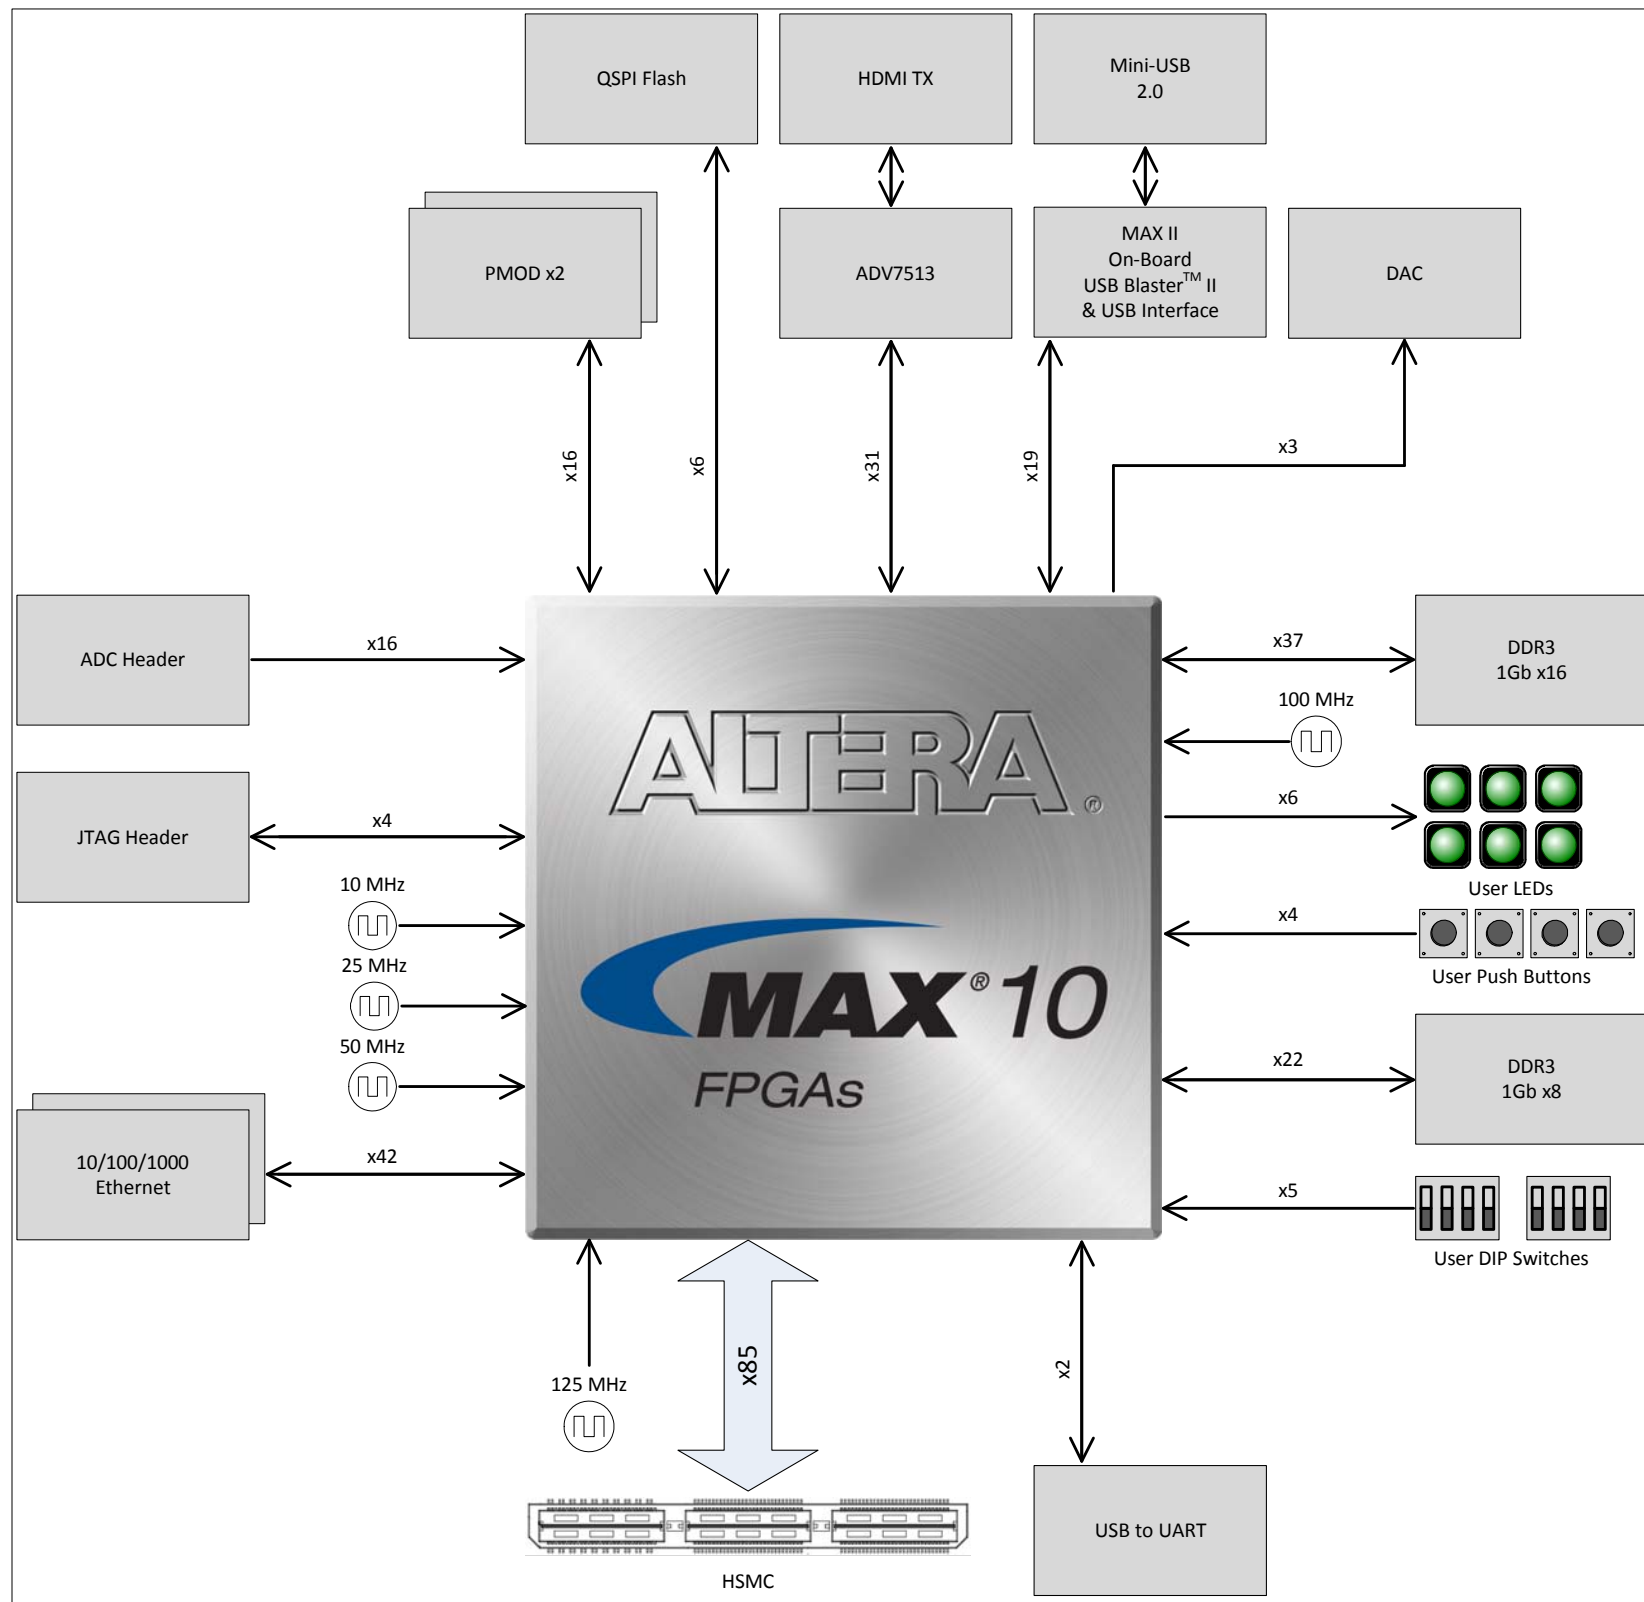 QSPI Flash
HDMI TX
Mini-USB
2.0
PMOD x2
ADV7513
MAX II
On-Board
USB Blaster™ II
& USB Interface
DAC
x16
x6
x31
x19
x3
ADC Header
x16
x37
DDR3
1Gb x16
100 MHz
ALTERA®
JTAG Header
x4
x6
User LEDs
10 MHz
x4
User Push Buttons
25 MHz
MAX® 10
FPGAs
50 MHz
x22
DDR3
1Gb x8
10/100/1000
Ethernet
x42
x5
User DIP Switches
125 MHz
x85
x2
USB to UART
HSMC